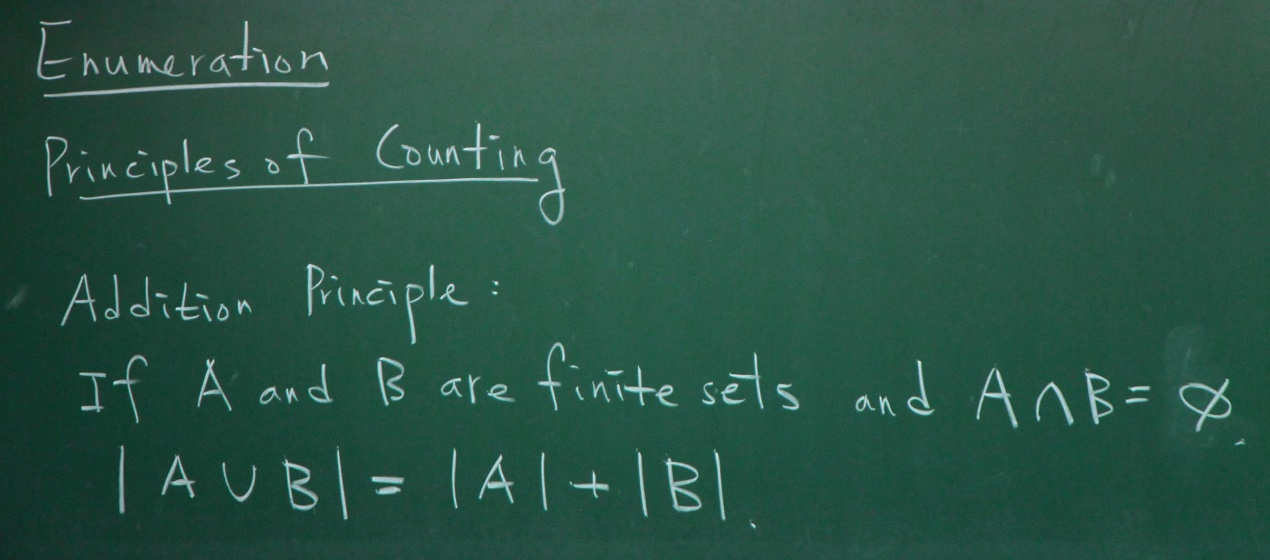 Enumeration
Principles of Counting
Addition Principle:
If A and B are finite sets and A ∩ B = ∅,
|A ∪ B| = |A| + |B|.